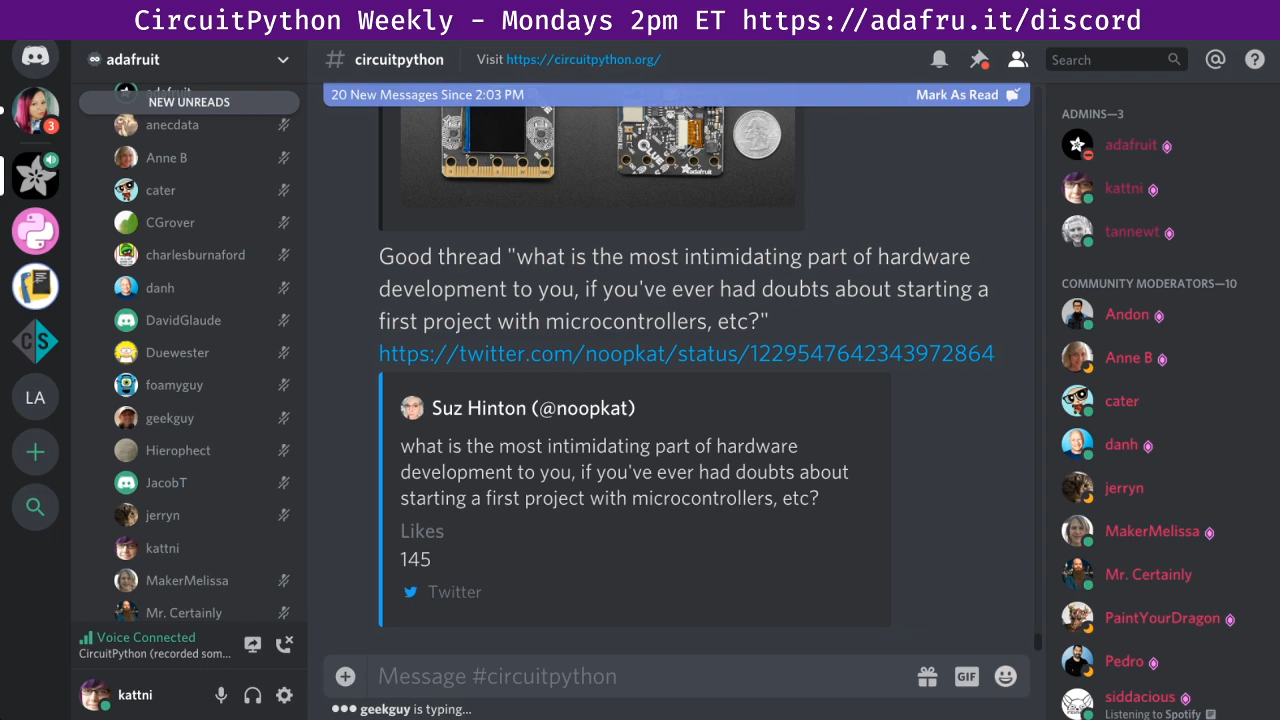 CircuitPython Weekly - Mondays 2pm ET https://adafru.it/discord
adafruit
# circuitpython
Visit https://circuitpython.org/
Search
3
LA
adafruit
NEW UNREADS
anecdata
Anne B
cater
CGrover
charlesburnaford
danh
DavidGlaude
Duewester
foamyguy
geekguy
Hierophect
JacobT
jerryn
kattni
MakerMelissa
Mr. Certainly
Voice Connected
CircuitPython (recorded som...
kattni
20 New Messages Since 2:03 PM
Mark As Read
Good thread "what is the most intimidating part of hardware
development to you, if you've ever had doubts about starting a
first project with microcontrollers, etc?"
https://twitter.com/noopkat/status/1229547642343972864
Suz Hinton (@noopkat)
what is the most intimidating part of hardware
development to you, if you've ever had doubts about
starting a first project with microcontrollers, etc?
Likes
145
Twitter
Message #circuitpython
GIF
geekguy is typing...
ADMINS—3
adafruit
kattni
tannewt
COMMUNITY MODERATORS—10
Andon
Anne B
cater
danh
jerryn
MakerMelissa
Mr. Certainly
PaintYourDragon
Pedro
siddacious
Listening to Spotify